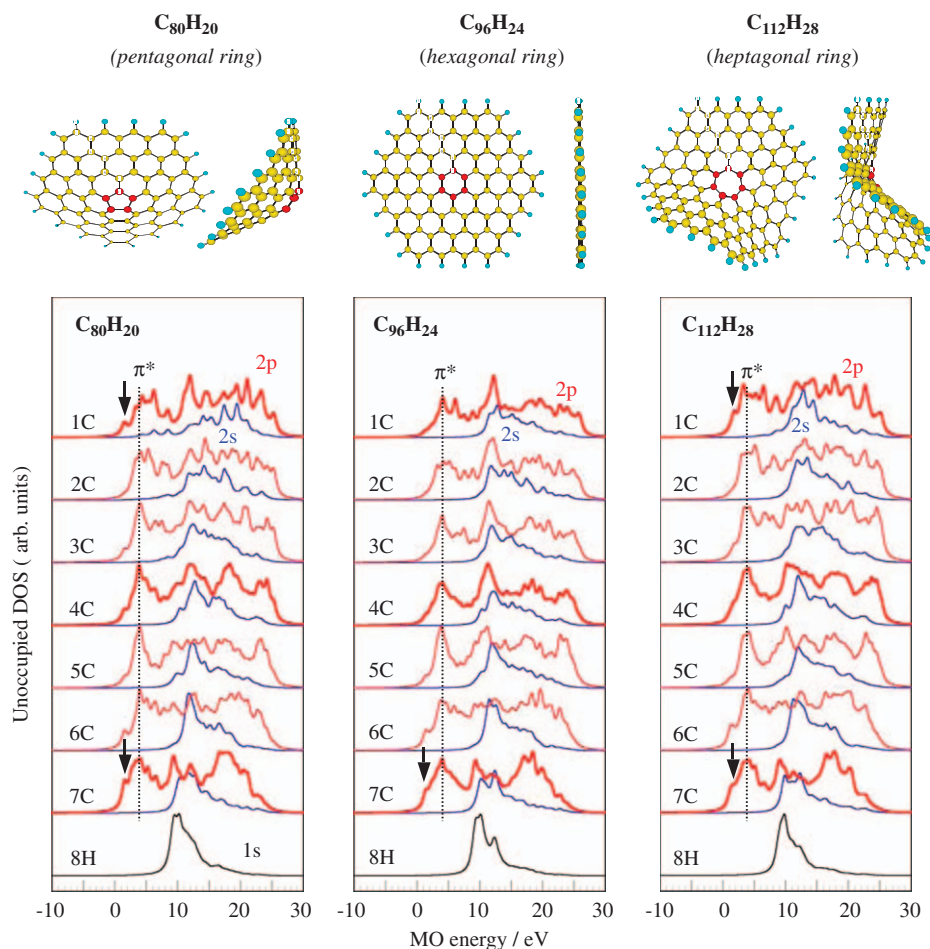 C80H20
(pentagonal ring)
C96H24
(hexagonal ring)
C112H28
(heptagonal ring)
Unoccupied DOS ( arb. units)
C80H20
π*
2p
1C
2s
2C
3C
4C
5C
6C
7C
8H
1s
-10 0 10 20 30
C96H24
π*
2p
1C
2s
2C
3C
4C
5C
6C
7C
8H
-10 0 10 20 30
C112H28
π*
2p
1C
2s
2C
3C
4C
5C
6C
7C
8H
-10 0 10 20 30
MO energy / eV